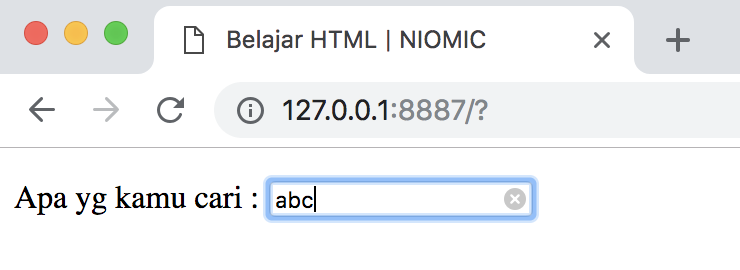 Belajar HTML | NIOMIC
127.0.0.1:8887/?
Apa yg kamu cari : abc